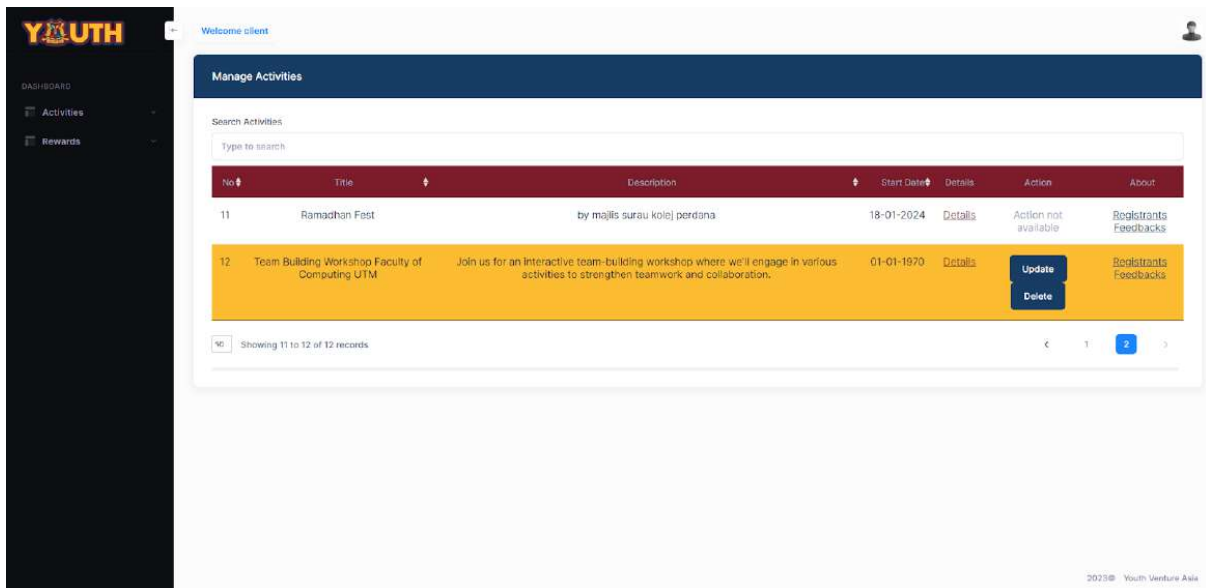 YOUTH
Welcome client
DASHBOARD
Activities
Rewards
Manage Activities
Search Activities
Type to search
No Title Description Start Date Details Action About
11 Ramadhan Fest by majlis surau kolej perdana 18-01-2024 Details Action not available Registrants Feedbacks
12 Team Building Workshop Faculty of Computing UTM Join us for an interactive team-building workshop where we'll engage in various activities to strengthen teamwork and collaboration. 01-01-1970 Details Update Delete Registrants Feedbacks
Showing 11 to 12 of 12 records
1 2
2023© Youth Venture Asia